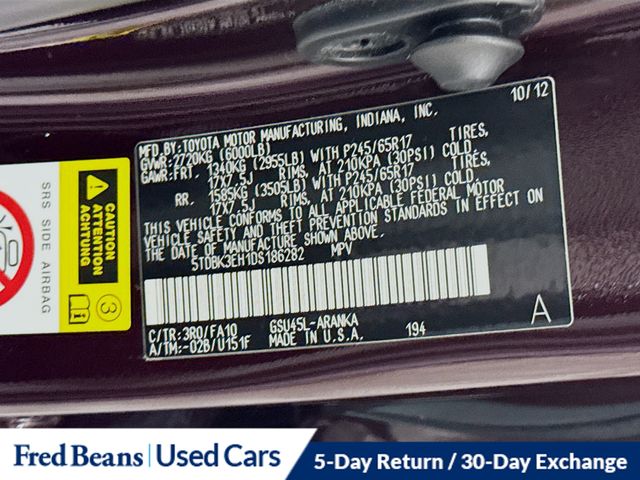 10/12
MFD.BY:TOYOTA MOTOR MANUFACTURING, INDIANA, INC.
GVWR:2720KG (6000LB)
GAWR:FRT. 1340KG (2955LB) WITH P245/65R17 TIRES,
17X7.5J RIMS, AT 210KPA (30PSI) COLD
RR. 1585KG (3505LB) WITH P245/65R17 TIRES,
17X7.5J RIMS, AT 210KPA (30PSI) COLD
THIS VEHICLE CONFORMS TO ALL APPLICABLE FEDERAL MOTOR
VEHICLE SAFETY AND THEFT PREVENTION STANDARDS IN EFFECT ON
THE DATE OF MANUFACTURE SHOWN ABOVE.
5TDBK3EH1DS186282 MPV
C/TR:3R0/FA10 GSU45L-ARANKA 194 A
A/TM:-02B/U151F MADE IN U.S.A.
SRS SIDE AIRBAG
CAUTION
ATTENTION
ACHTUNG
3
Fred Beans | Used Cars
5-Day Return / 30-Day Exchange